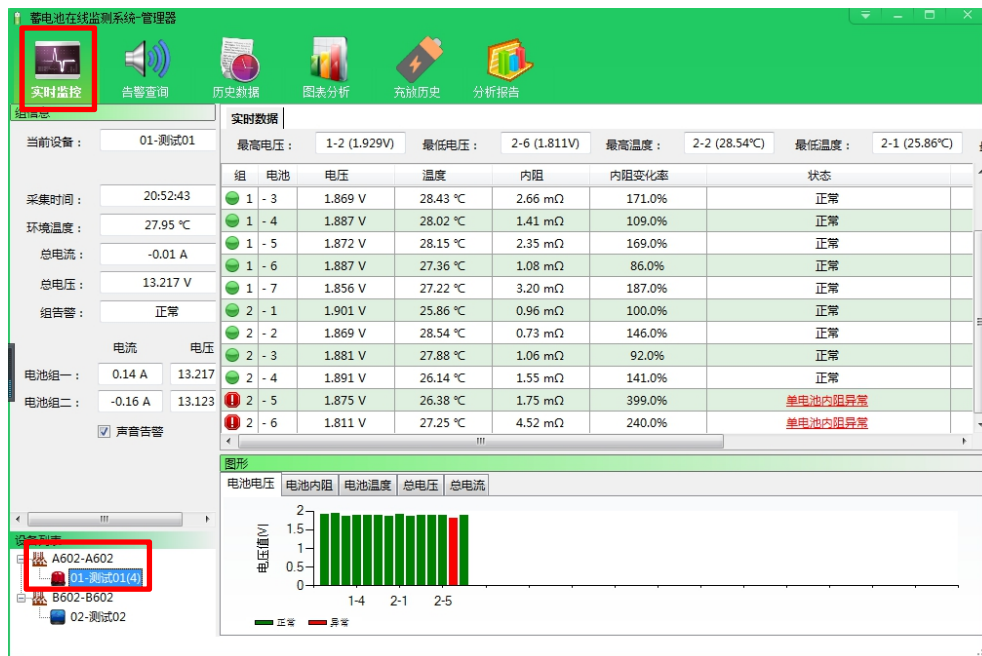 蓄电池在线监测系统-管理器
实时监控 告警查询 历史数据 图表分析 充放历史 分析报告
组信息
当前设备： 01-测试01
采集时间： 20:52:43
环境温度： 27.95 ℃
总电流： -0.01 A
总电压： 13.217 V
组告警： 正常
电流 电压
电池组一： 0.14 A 13.217
电池组二： -0.16 A 13.123
声音告警
设备列表
A602-A602
01-测试01(4)
B602-B602
02-测试02
实时数据
最高电压： 1-2 (1.929V) 最低电压： 2-6 (1.811V) 最高温度： 2-2 (28.54℃) 最低温度： 2-1 (25.86℃)
组 电池 电压 温度 内阻 内阻变化率 状态
1 - 3 1.869 V 28.43 ℃ 2.66 mΩ 171.0% 正常
1 - 4 1.887 V 28.02 ℃ 1.41 mΩ 109.0% 正常
1 - 5 1.872 V 28.15 ℃ 2.35 mΩ 169.0% 正常
1 - 6 1.887 V 27.36 ℃ 1.08 mΩ 86.0% 正常
1 - 7 1.856 V 27.22 ℃ 3.20 mΩ 187.0% 正常
2 - 1 1.901 V 25.86 ℃ 0.96 mΩ 100.0% 正常
2 - 2 1.869 V 28.54 ℃ 0.73 mΩ 146.0% 正常
2 - 3 1.881 V 27.88 ℃ 1.06 mΩ 92.0% 正常
2 - 4 1.891 V 26.14 ℃ 1.55 mΩ 141.0% 正常
2 - 5 1.875 V 26.38 ℃ 1.75 mΩ 399.0% 单电池内阻异常
2 - 6 1.811 V 27.25 ℃ 4.52 mΩ 240.0% 单电池内阻异常
图形
电池电压 电池内阻 电池温度 总电压 总电流
电压值[V]
2
1.5
1
0.5
0
1-4 2-1 2-5
正常 异常